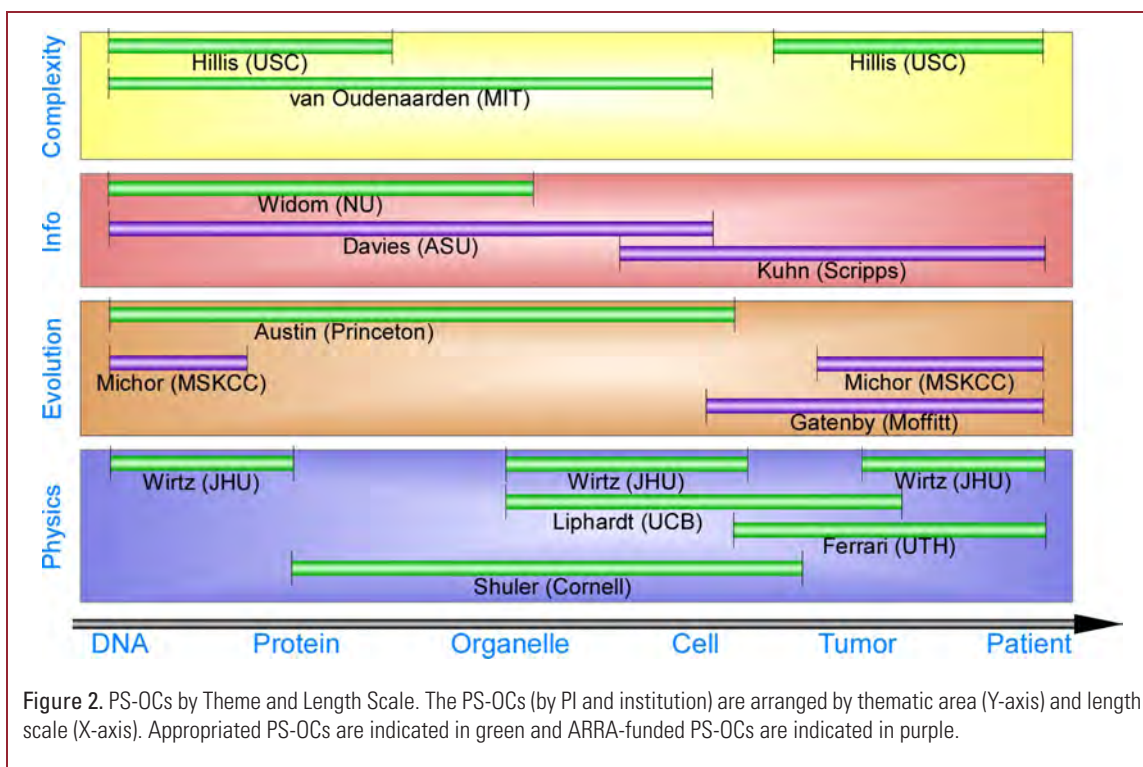 Complexity
Hillis (USC)
Hillis (USC)
van Oudenaarden (MIT)
Info
Widom (NU)
Davies (ASU)
Kuhn (Scripps)
Evolution
Austin (Princeton)
Michor (MSKCC)
Michor (MSKCC)
Gatenby (Moffitt)
Physics
Wirtz (JHU)
Wirtz (JHU)
Wirtz (JHU)
Liphardt (UCB)
Ferrari (UTH)
Shuler (Cornell)
DNA Protein Organelle Cell Tumor Patient
Figure 2. PS-OCs by Theme and Length Scale. The PS-OCs (by PI and institution) are arranged by thematic area (Y-axis) and length
scale (X-axis). Appropriated PS-OCs are indicated in green and ARRA-funded PS-OCs are indicated in purple.